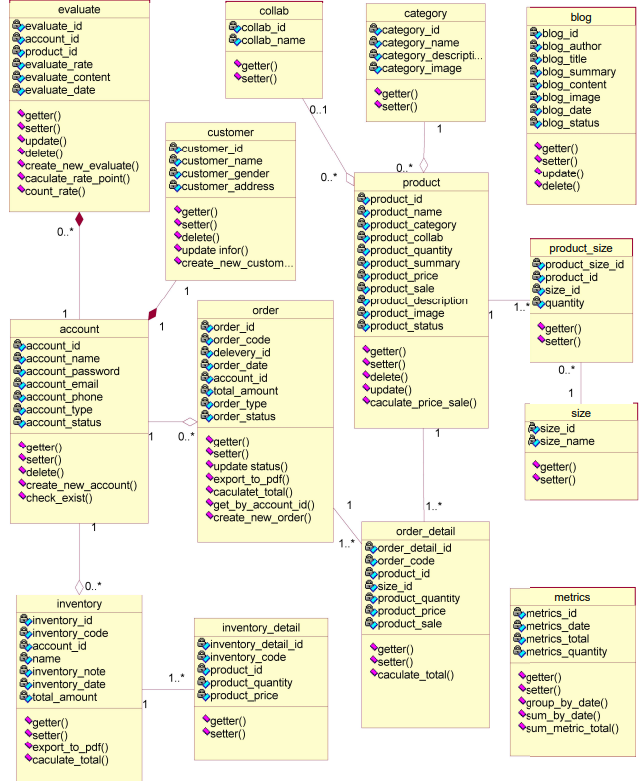 evaluate
evaluate_id
account_id
product_id
evaluate_rate
evaluate_content
evaluate_date
getter()
setter()
update()
delete()
create_new_evaluate()
caculate_rate_point()
count_rate()
collab
collab_id
collab_name
getter()
setter()
category
category_id
category_name
category_descripti...
category_image
getter()
setter()
blog
blog_id
blog_author
blog_title
blog_summary
blog_content
blog_image
blog_date
blog_status
getter()
setter()
update()
delete()
0..1
1
0..*
0..*
customer
customer_id
customer_name
customer_gender
customer_address
getter()
setter()
delete()
update infor()
create_new_custom...
product
product_id
product_name
product_category
product_collab
product_quantity
product_summary
product_price
product_sale
product_description
product_image
product_status
getter()
setter()
delete()
update()
caculate_price_sale()
product_size
product_size_id
product_id
size_id
quantity
getter()
setter()
1
1..*
0..*
1
size
size_id
size_name
getter()
setter()
0..*
1
1
1
account
account_id
account_name
account_password
account_email
account_phone
account_type
account_status
getter()
setter()
delete()
create_new_account()
check_exist()
order
order_id
order_code
delevery_id
order_date
account_id
total_amount
order_type
order_status
getter()
setter()
update status()
export_to_pdf()
caculatet_total()
get_by_account_id()
create_new_order()
1
0..*
1
1..*
1
1..*
order_detail
order_detail_id
order_code
product_id
size_id
product_quantity
product_price
product_sale
getter()
setter()
caculate_total()
1
0..*
inventory
inventory_id
inventory_code
account_id
name
inventory_note
inventory_date
total_amount
getter()
setter()
export_to_pdf()
caculate_total()
1
1..*
inventory_detail
inventory_detail_id
inventory_code
product_id
product_quantity
product_price
getter()
setter()
metrics
metrics_id
metrics_date
metrics_total
metrics_quantity
getter()
setter()
group_by_date()
sum_by_date()
sum_metric_total()